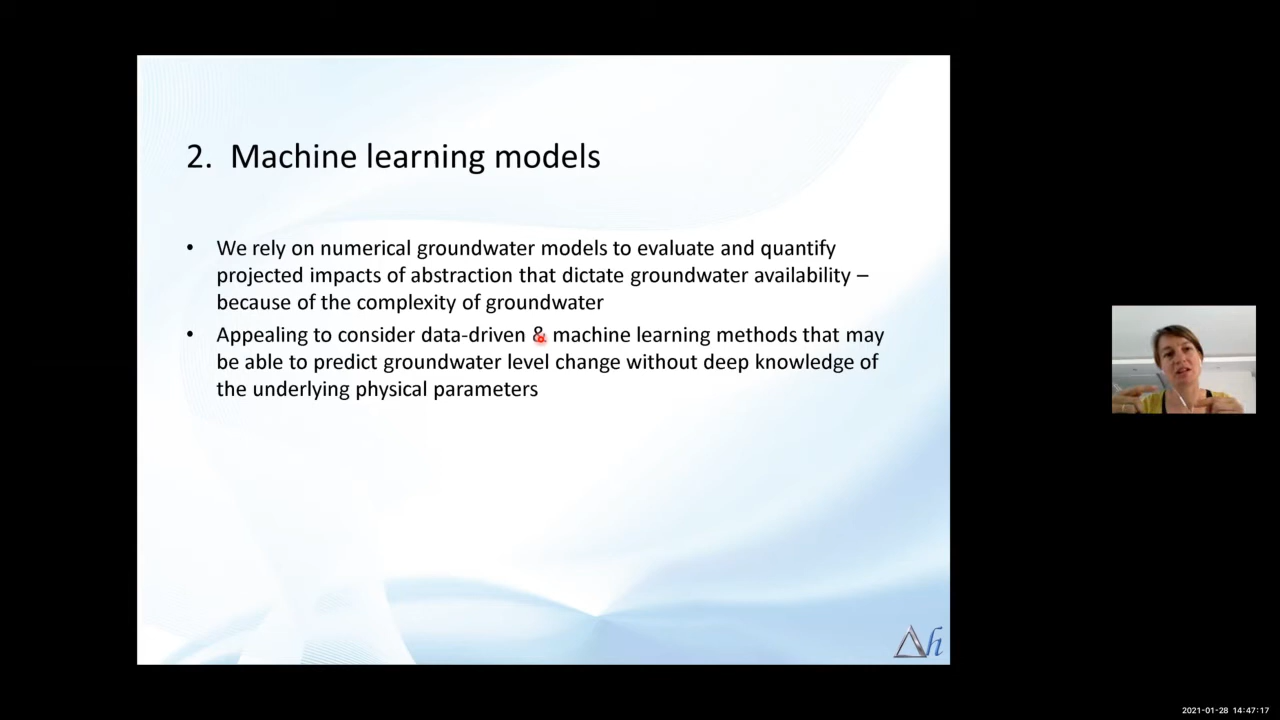 2. Machine learning models
• We rely on numerical groundwater models to evaluate and quantify
projected impacts of abstraction that dictate groundwater availability –
because of the complexity of groundwater
• Appealing to consider data-driven & machine learning methods that may
be able to predict groundwater level change without deep knowledge of
the underlying physical parameters
Δh
2021-01-28 14:47:17